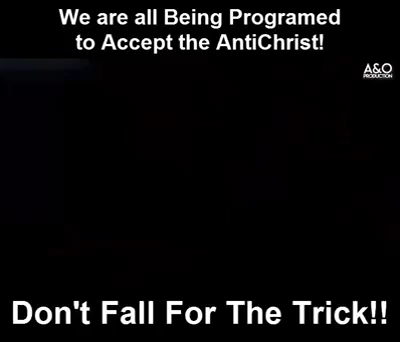 We are all Being Programed
to Accept the AntiChrist!
A&O
PRODUCTION
Don't Fall For The Trick!!